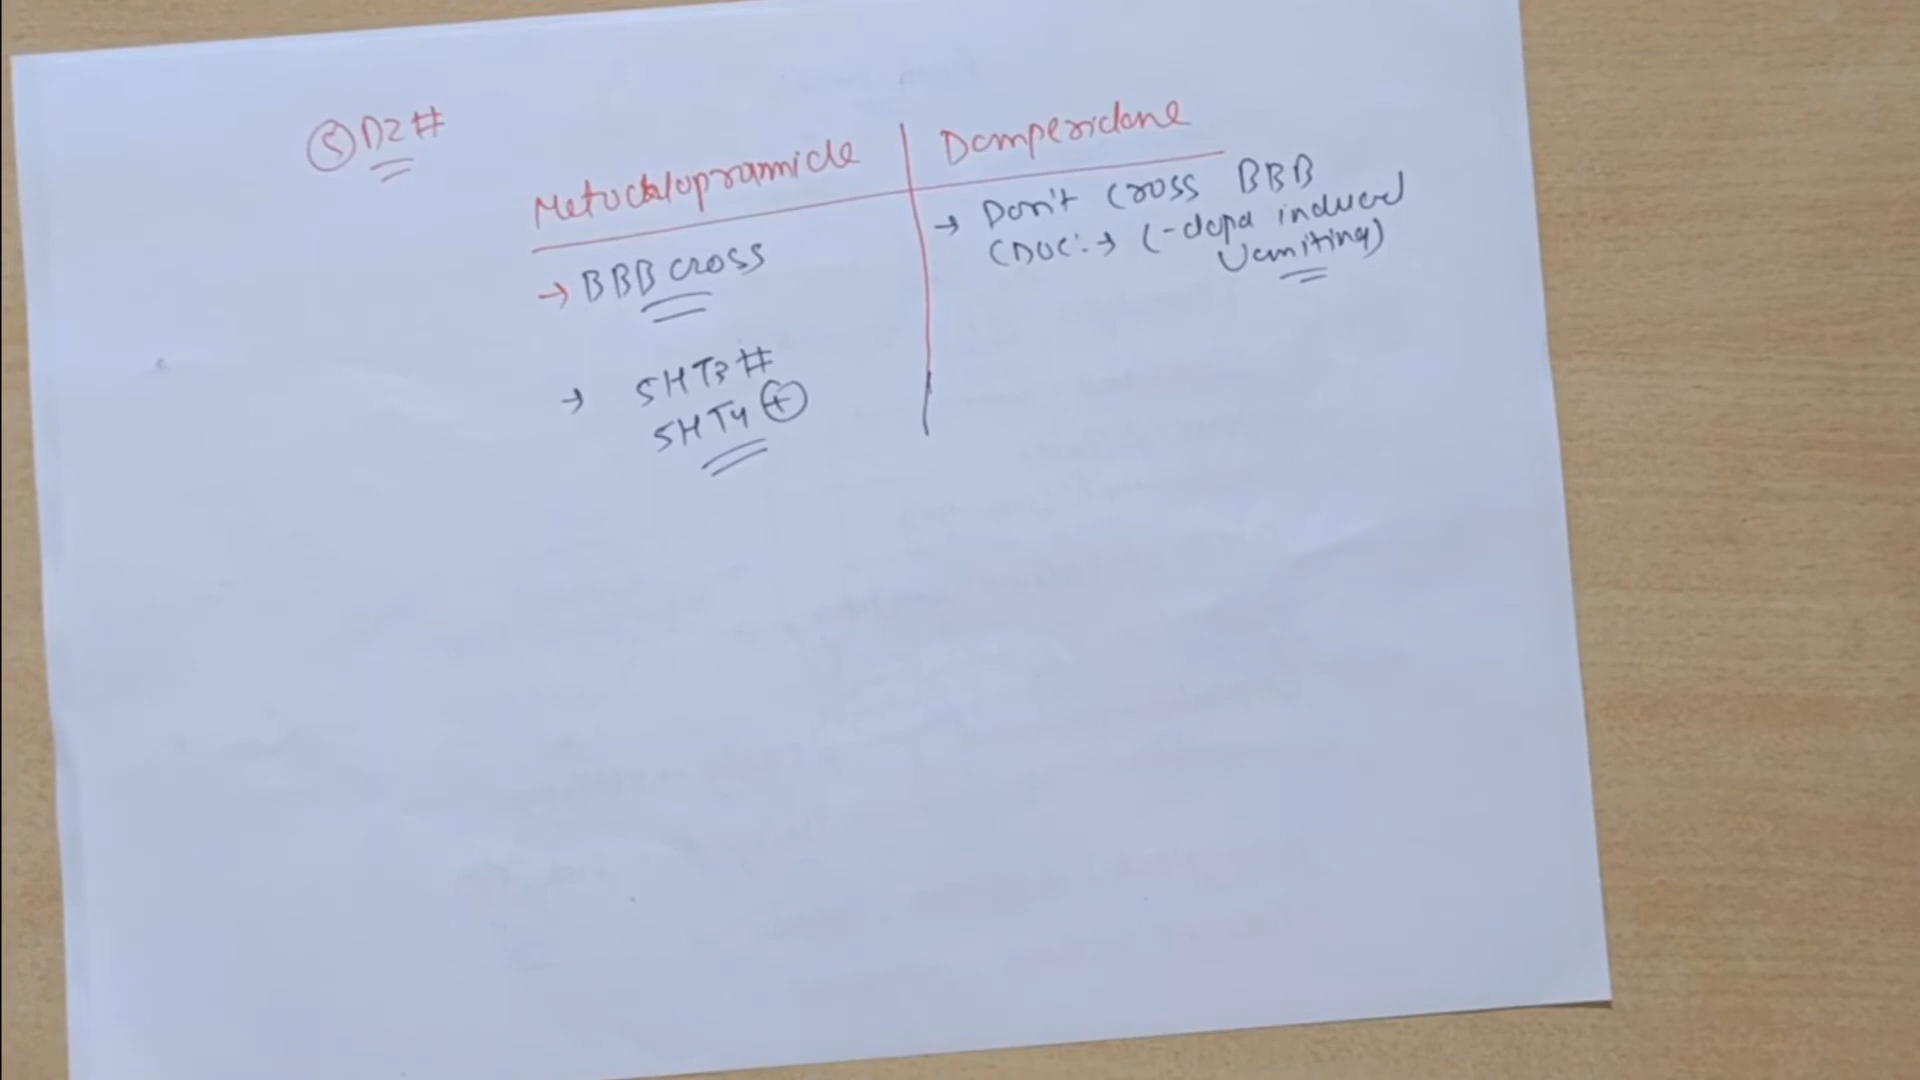 ⑤ D2 #
Metoclopramide
Domperidone
→ BBB cross
→ 5HT3 #
5HT4 ⊕
→ Don't cross BBB
(DOC:→ L-dopa induced
Vomiting)